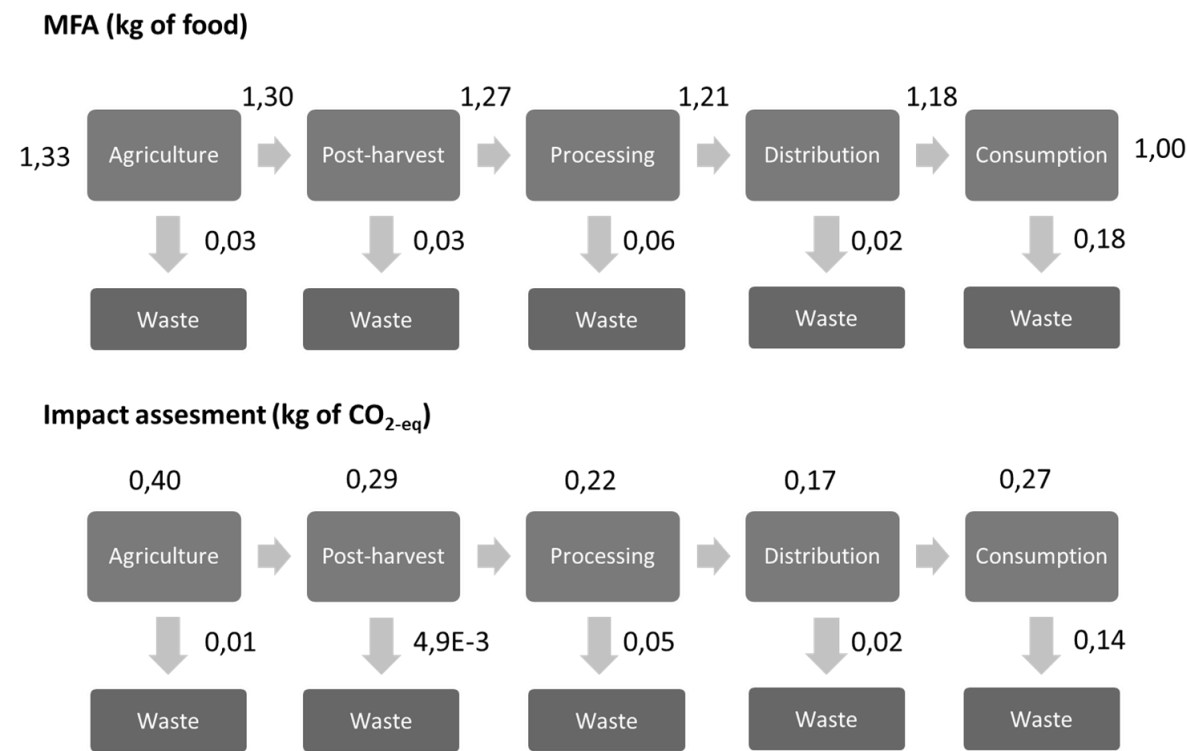 MFA (kg of food)
1,30 1,27 1,21 1,18
1,33 Agriculture Post-harvest Processing Distribution Consumption 1,00
0,03 0,03 0,06 0,02 0,18
Waste Waste Waste Waste Waste
Impact assesment (kg of CO2-eq)
0,40 0,29 0,22 0,17 0,27
Agriculture Post-harvest Processing Distribution Consumption
0,01 4,9E-3 0,05 0,02 0,14
Waste Waste Waste Waste Waste